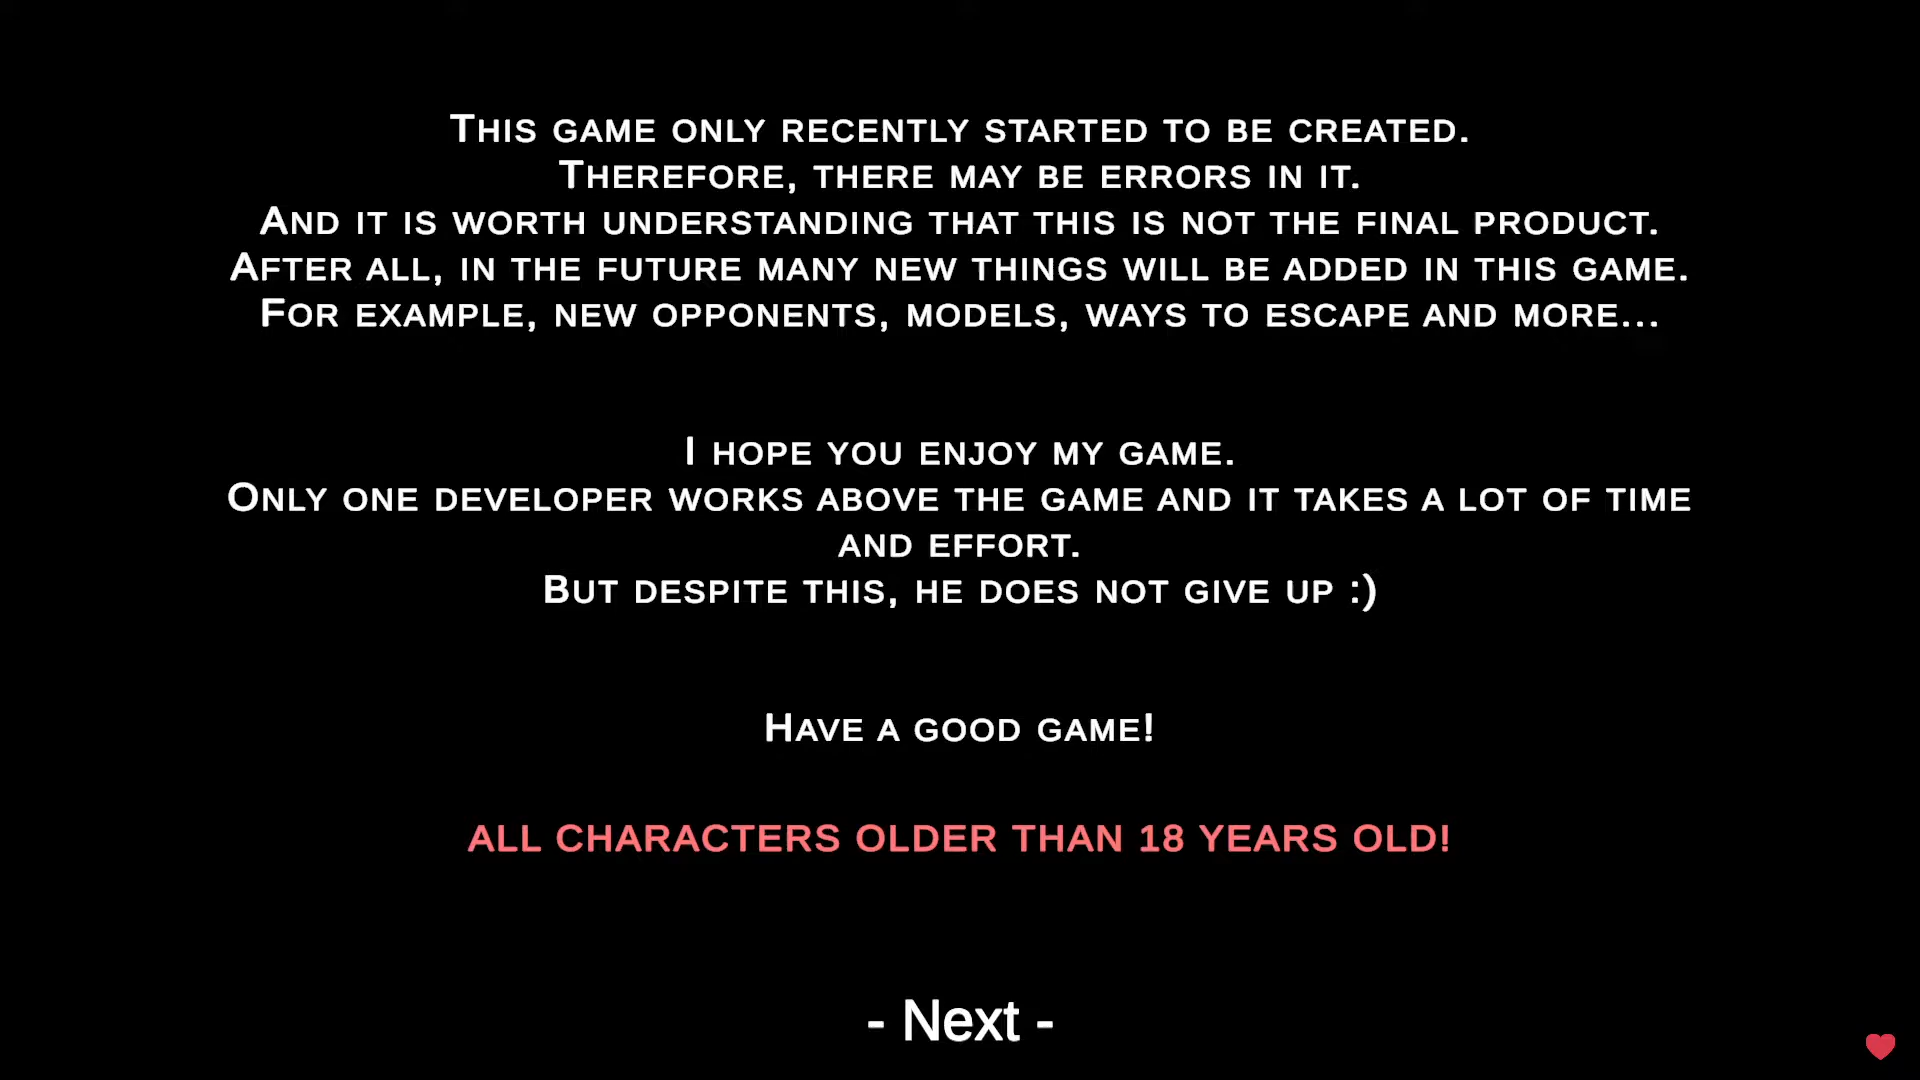 This game only recently started to be created.
Therefore, there may be errors in it.
And it is worth understanding that this is not the final product.
After all, in the future many new things will be added in this game.
For example, new opponents, models, ways to escape and more...
I hope you enjoy my game.
Only one developer works above the game and it takes a lot of time
and effort.
But despite this, he does not give up :)
Have a good game!
ALL CHARACTERS OLDER THAN 18 YEARS OLD!
- Next -